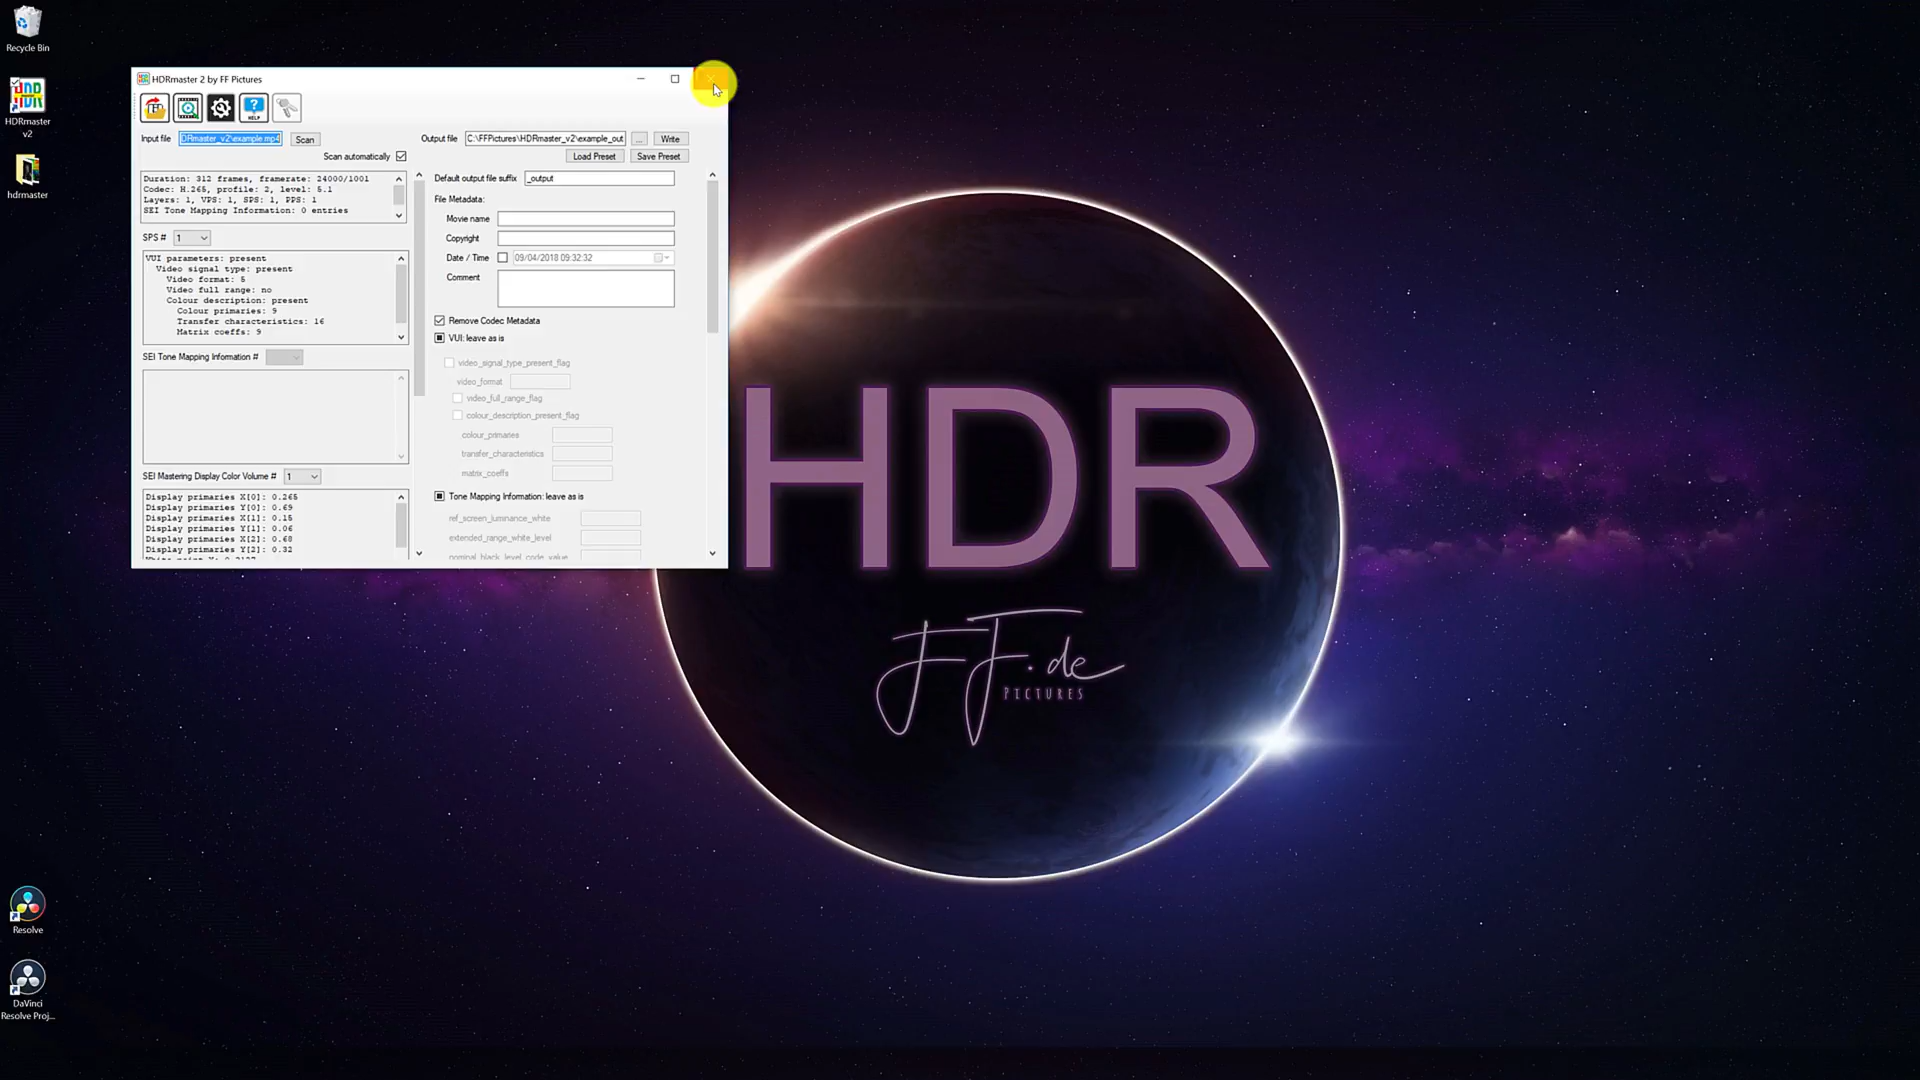 Recycle Bin
HDRmaster
v2
hdrmaster
Resolve
DaVinci
Resolve Proj...
HDRmaster 2 by FF Pictures
HELP
Input file DRmaster_v2\example.mp4 Scan
Scan automatically
Duration: 312 frames, framerate: 24000/1001
Codec: H.265, profile: 2, level: 5.1
Layers: 1, VPS: 1, SPS: 1, PPS: 1
SEI Tone Mapping Information: 0 entries
SPS # 1
VUI parameters: present
Video signal type: present
Video format: 5
Video full range: no
Colour description: present
Colour primaries: 9
Transfer characteristics: 16
Matrix coeffs: 9
SEI Tone Mapping Information #
SEI Mastering Display Color Volume # 1
Display primaries X[0]: 0.265
Display primaries Y[0]: 0.69
Display primaries X[1]: 0.15
Display primaries Y[1]: 0.06
Display primaries X[2]: 0.68
Display primaries Y[2]: 0.32
Output file C:\FFPictures\HDRmaster_v2\example_out ... Write
Load Preset Save Preset
Default output file suffix _output
File Metadata:
Movie name
Copyright
Date / Time 09/04/2018 09:32:32
Comment
Remove Codec Metadata
VUI: leave as is
video_signal_type_present_flag
video_format
video_full_range_flag
colour_description_present_flag
colour_primaries
transfer_characteristics
matrix_coeffs
Tone Mapping Information: leave as is
ref_screen_luminance_white
extended_range_white_level
nominal_black_level_code_value
HDR
FF.de
PICTURES